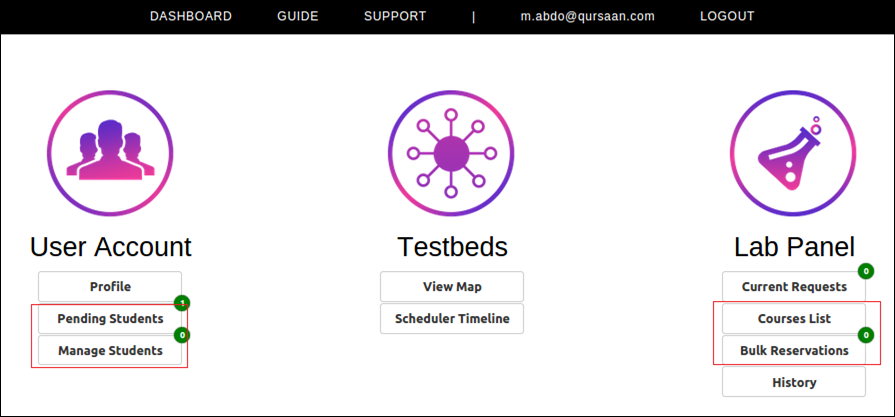 DASHBOARD GUIDE SUPPORT | m.abdo@qursaan.com LOGOUT
User Account
Profile
1
Pending Students
0
Manage Students
Testbeds
View Map
Scheduler Timeline
Lab Panel
0
Current Requests
Courses List
0
Bulk Reservations
History